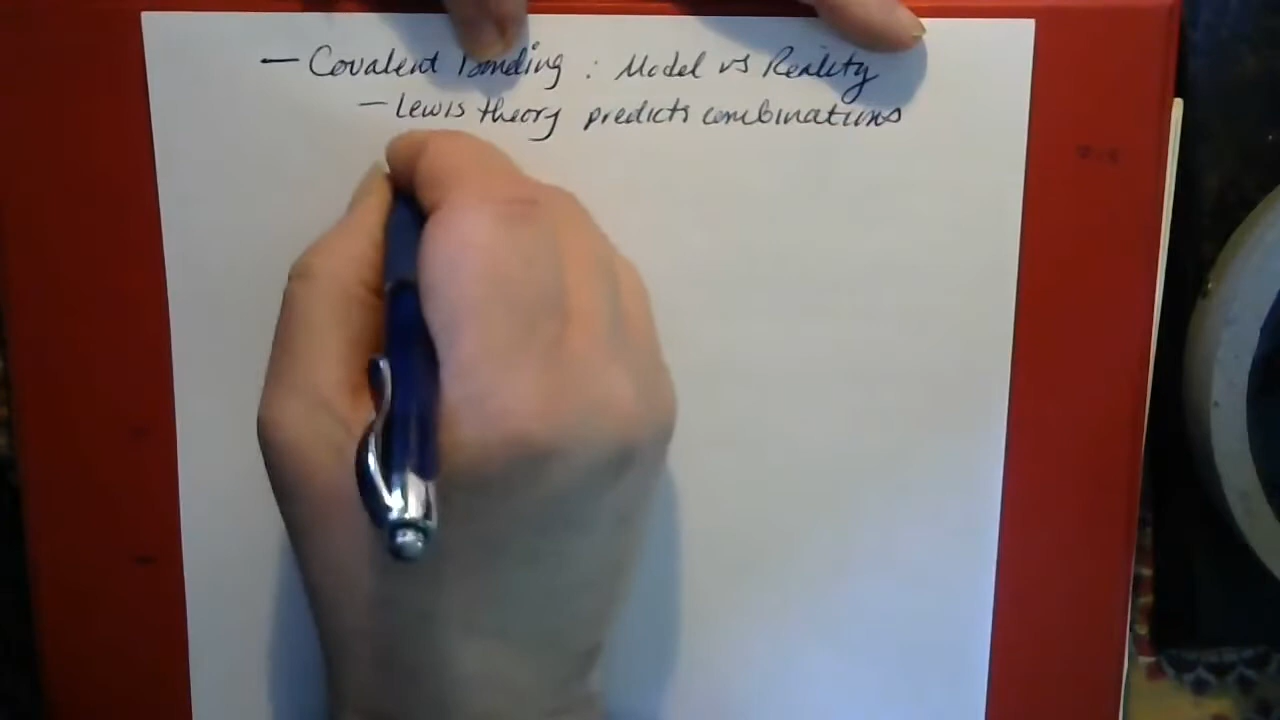 — Covalent bonding : Model vs Reality
— Lewis theory predicts combinations